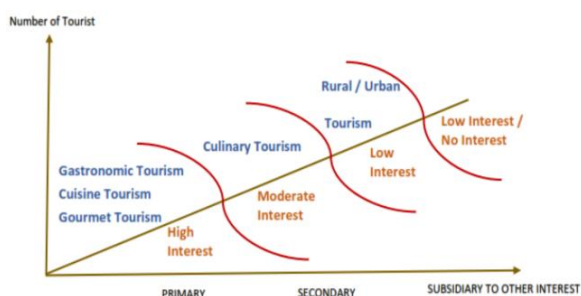 Number of Tourist
Rural / Urban
Tourism
Low Interest /
No Interest
Culinary Tourism
Low
Interest
Gastronomic Tourism
Cuisine Tourism
Gourmet Tourism
Moderate
Interest
High
Interest
PRIMARY
SECONDARY
SUBSIDIARY TO OTHER INTEREST